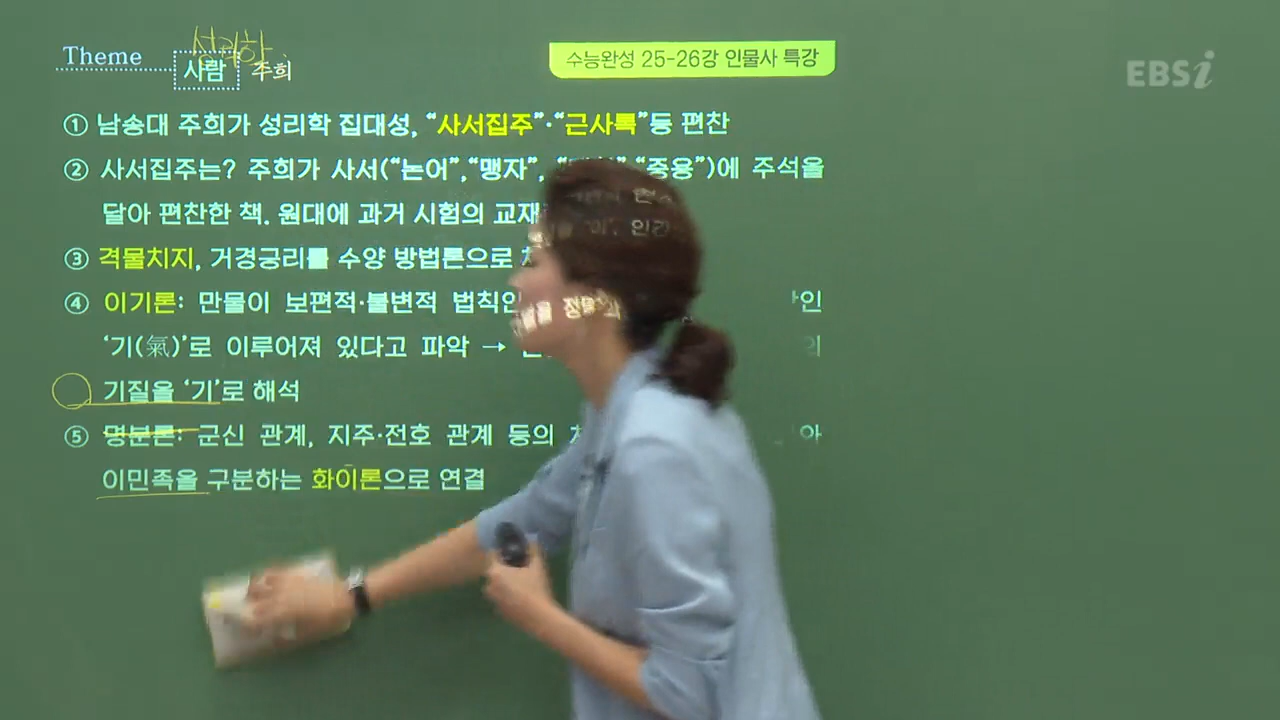 Theme
성리학
사람 주희
수능완성 25-26강 인물사 특강
EBSi
① 남송대 주희가 성리학 집대성, “사서집주”·“근사록”등 편찬
② 사서집주는? 주희가 사서(“논어”,“맹자”, “중용”)에 주석을
달아 편찬한 책. 원대에 과거 시험의 교재
③ 격물치지, 거경궁리를 수양 방법론으로
④ 이기론: 만물이 보편적·불변적 법칙인 인
‘기(氣)’로 이루어져 있다고 파악 → 의
기질을 ‘기’로 해석
⑤ 명분론: 군신 관계, 지주·전호 관계 등의 와
이민족을 구분하는 화이론으로 연결